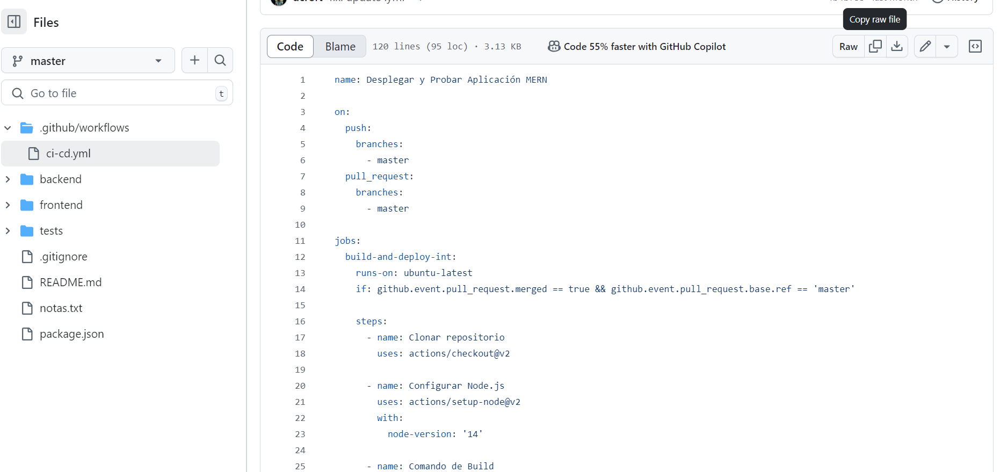 Files
master
Go to file
t
.github/workflows
ci-cd.yml
backend
frontend
tests
.gitignore
README.md
notas.txt
package.json
Copy raw file
Code Blame 120 lines (95 loc) · 3.13 KB Code 55% faster with GitHub Copilot Raw
1 name: Desplegar y Probar Aplicación MERN
2
3 on:
4 push:
5 branches:
6 - master
7 pull_request:
8 branches:
9 - master
10
11 jobs:
12 build-and-deploy-int:
13 runs-on: ubuntu-latest
14 if: github.event.pull_request.merged == true && github.event.pull_request.base.ref == 'master'
15
16 steps:
17 - name: Clonar repositorio
18 uses: actions/checkout@v2
19
20 - name: Configurar Node.js
21 uses: actions/setup-node@v2
22 with:
23 node-version: '14'
24
25 - name: Comando de Build